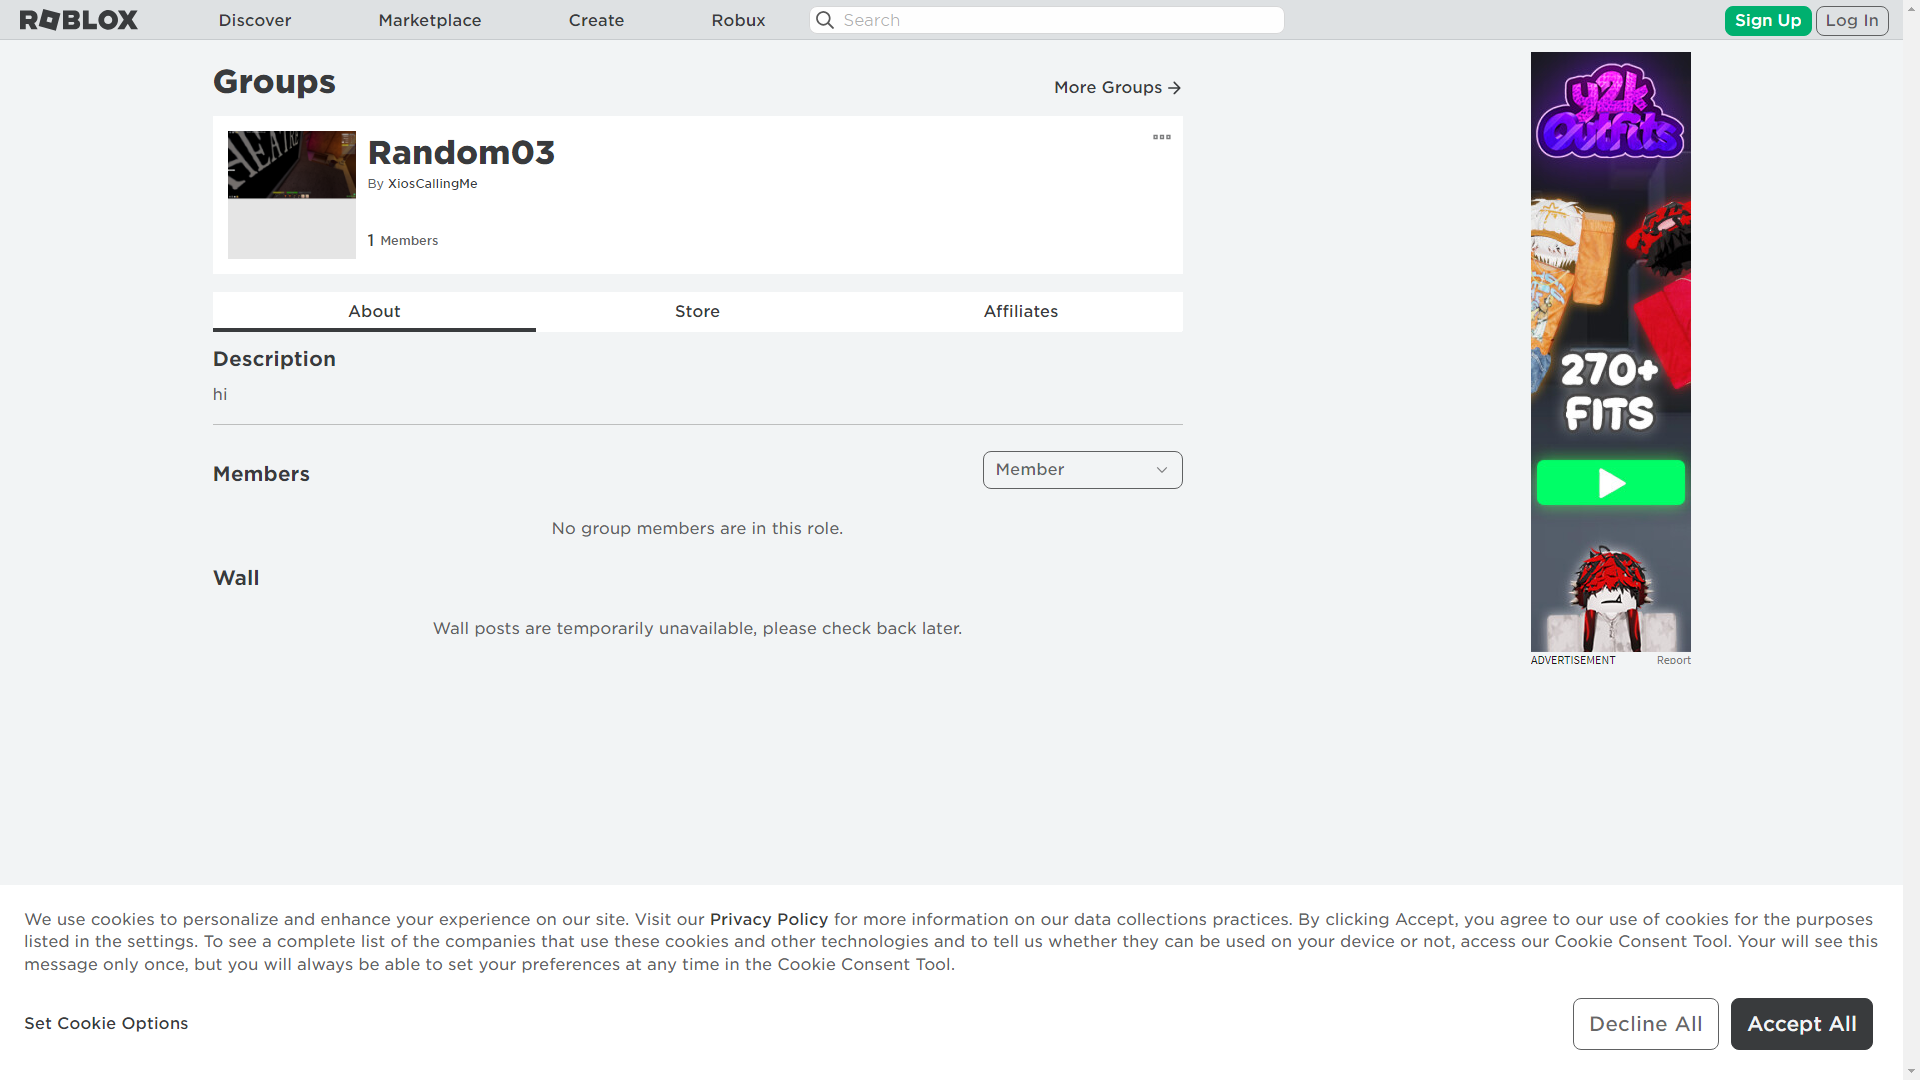 ROBLOX
Discover
Marketplace
Create
Robux
Search
Sign Up
Log In
Groups
More Groups
Random03
By XiosCallingMe
1 Members
About
Store
Affiliates
Description
hi
Members
Member
No group members are in this role.
Wall
Wall posts are temporarily unavailable, please check back later.
y2k
Outfits
270+
FITS
ADVERTISEMENT
Report
We use cookies to personalize and enhance your experience on our site. Visit our Privacy Policy for more information on our data collections practices. By clicking Accept, you agree to our use of cookies for the purposes
listed in the settings. To see a complete list of the companies that use these cookies and other technologies and to tell us whether they can be used on your device or not, access our Cookie Consent Tool. Your will see this
message only once, but you will always be able to set your preferences at any time in the Cookie Consent Tool.
Set Cookie Options
Decline All
Accept All